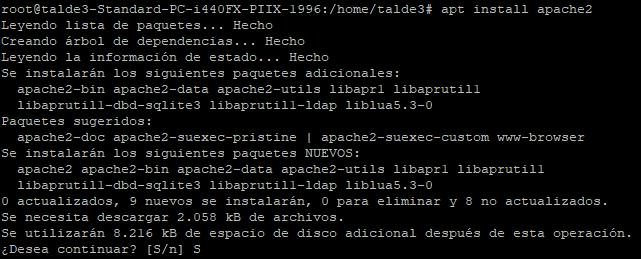 root@talde3-Standard-PC-i440FX-PIIX-1996:/home/talde3# apt install apache2
Leyendo lista de paquetes... Hecho
Creando árbol de dependencias... Hecho
Leyendo la información de estado... Hecho
Se instalarán los siguientes paquetes adicionales:
  apache2-bin apache2-data apache2-utils libapr1 libaprutil1
  libaprutil1-dbd-sqlite3 libaprutil1-ldap liblua5.3-0
Paquetes sugeridos:
  apache2-doc apache2-suexec-pristine | apache2-suexec-custom www-browser
Se instalarán los siguientes paquetes NUEVOS:
  apache2 apache2-bin apache2-data apache2-utils libapr1 libaprutil1
  libaprutil1-dbd-sqlite3 libaprutil1-ldap liblua5.3-0
0 actualizados, 9 nuevos se instalarán, 0 para eliminar y 8 no actualizados.
Se necesita descargar 2.058 kB de archivos.
Se utilizarán 8.216 kB de espacio de disco adicional después de esta operación.
¿Desea continuar? [S/n] S